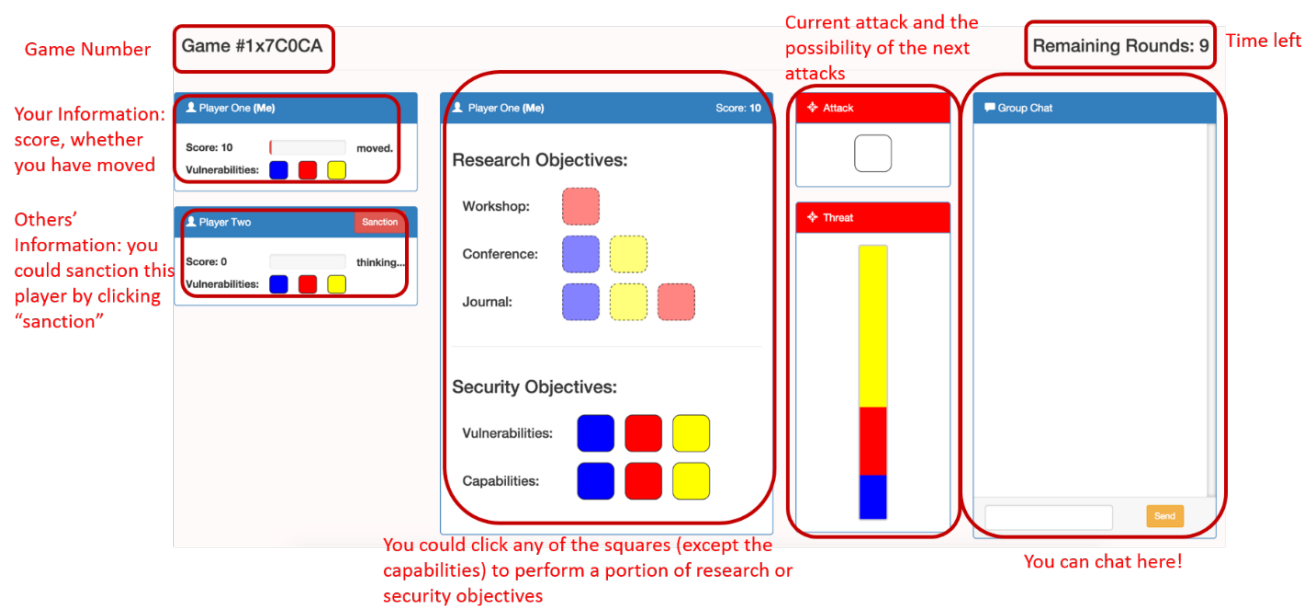 Game Number
Game #1x7C0CA
Current attack and the
possibility of the next
attacks
Remaining Rounds: 9
Time left
Your Information:
score, whether
you have moved
Player One (Me)
Score: 10
moved.
Vulnerabilities:
Others’
Information: you
could sanction this
player by clicking
“sanction”
Player Two
Sanction
Score: 0
thinking...
Vulnerabilities:
Player One (Me)
Score: 10
Research Objectives:
Workshop:
Conference:
Journal:
Security Objectives:
Vulnerabilities:
Capabilities:
You could click any of the squares (except the
capabilities) to perform a portion of research or
security objectives
Attack
Threat
Group Chat
Send
You can chat here!